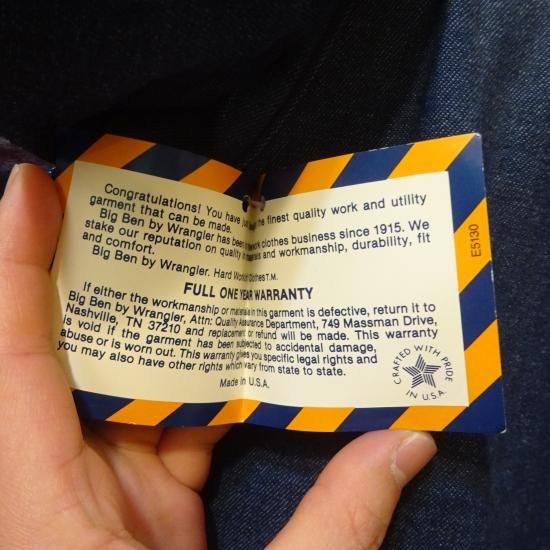 Congratulations! You have just the finest quality work and utility
garment that can be made.
Big Ben by Wrangler has been clothes business since 1915. We
stake our reputation on quality workmanship, durability, fit
and comfort.
Big Ben by Wrangler. Hard Clothes T.M.
FULL ONE YEAR WARRANTY
If either the workmanship or materials in this garment is defective, return it to
Big Ben by Wrangler, Attn: Quality Assurance Department, 749 Massman Drive,
Nashville, TN 37210 and replacement or refund will be made. This warranty
is void if the garment has been subjected to accidental damage,
abuse or is worn out. This warranty gives you specific legal rights and
you may also have other rights which vary from state to state.
Made in U.S.A.
CRAFTED WITH PRIDE
IN U.S.A.
E5130